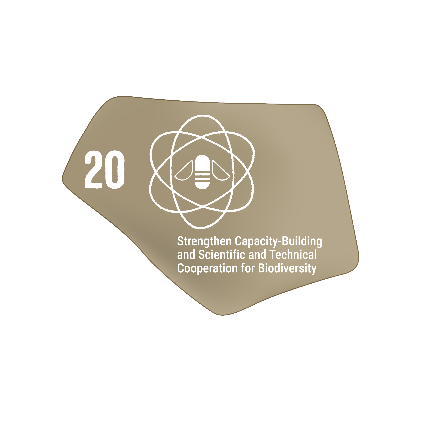 20
Strengthen Capacity-Building
and Scientific and Technical
Cooperation for Biodiversity